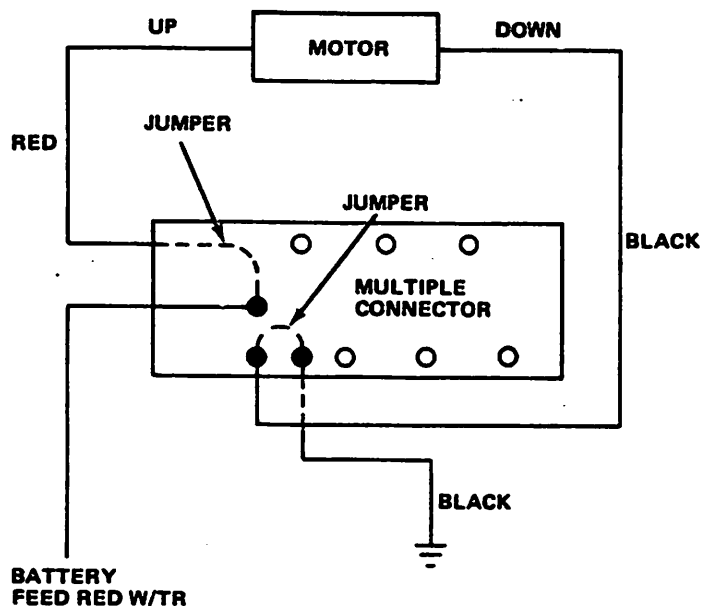 UP
MOTOR
DOWN
JUMPER
RED
JUMPER
BLACK
MULTIPLE
CONNECTOR
BLACK
BATTERY
FEED RED W/TR